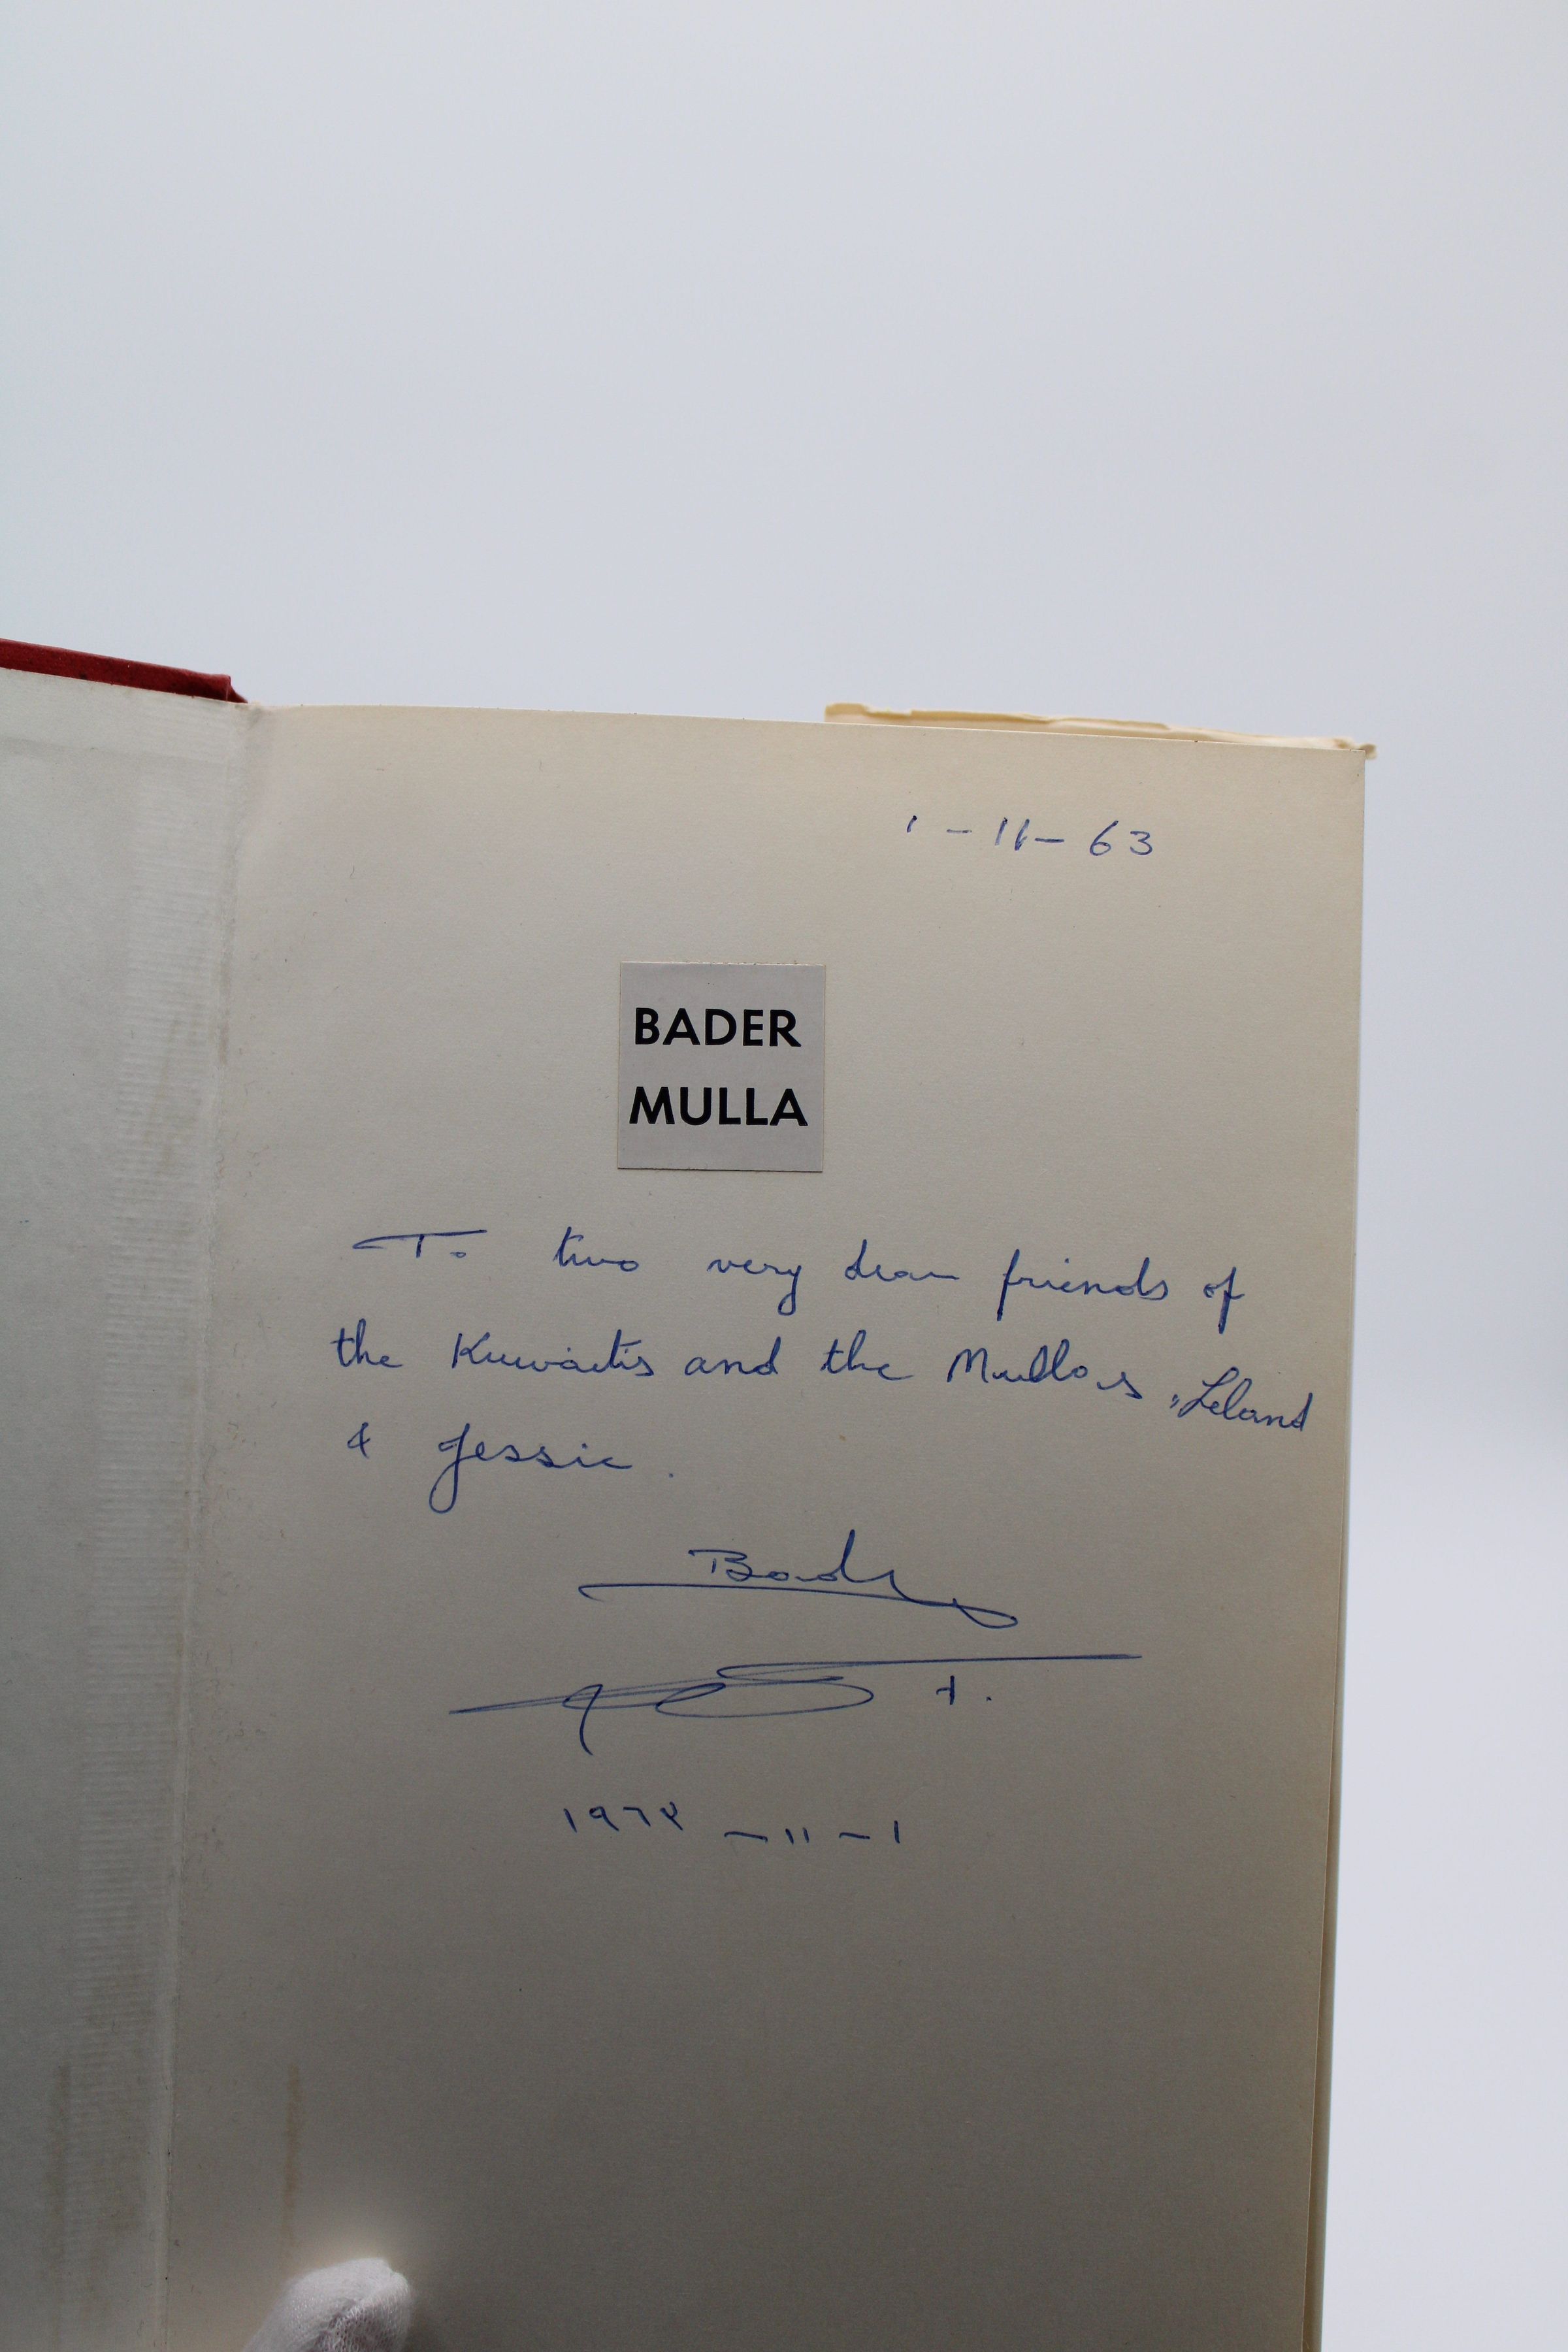 1-11-63
BADER
MULLA
To two very dear friends of
the Kuwaitis and the Mullas, "Leland
& Jessie.
Bader
١٩٦٣ - ١١ - ١